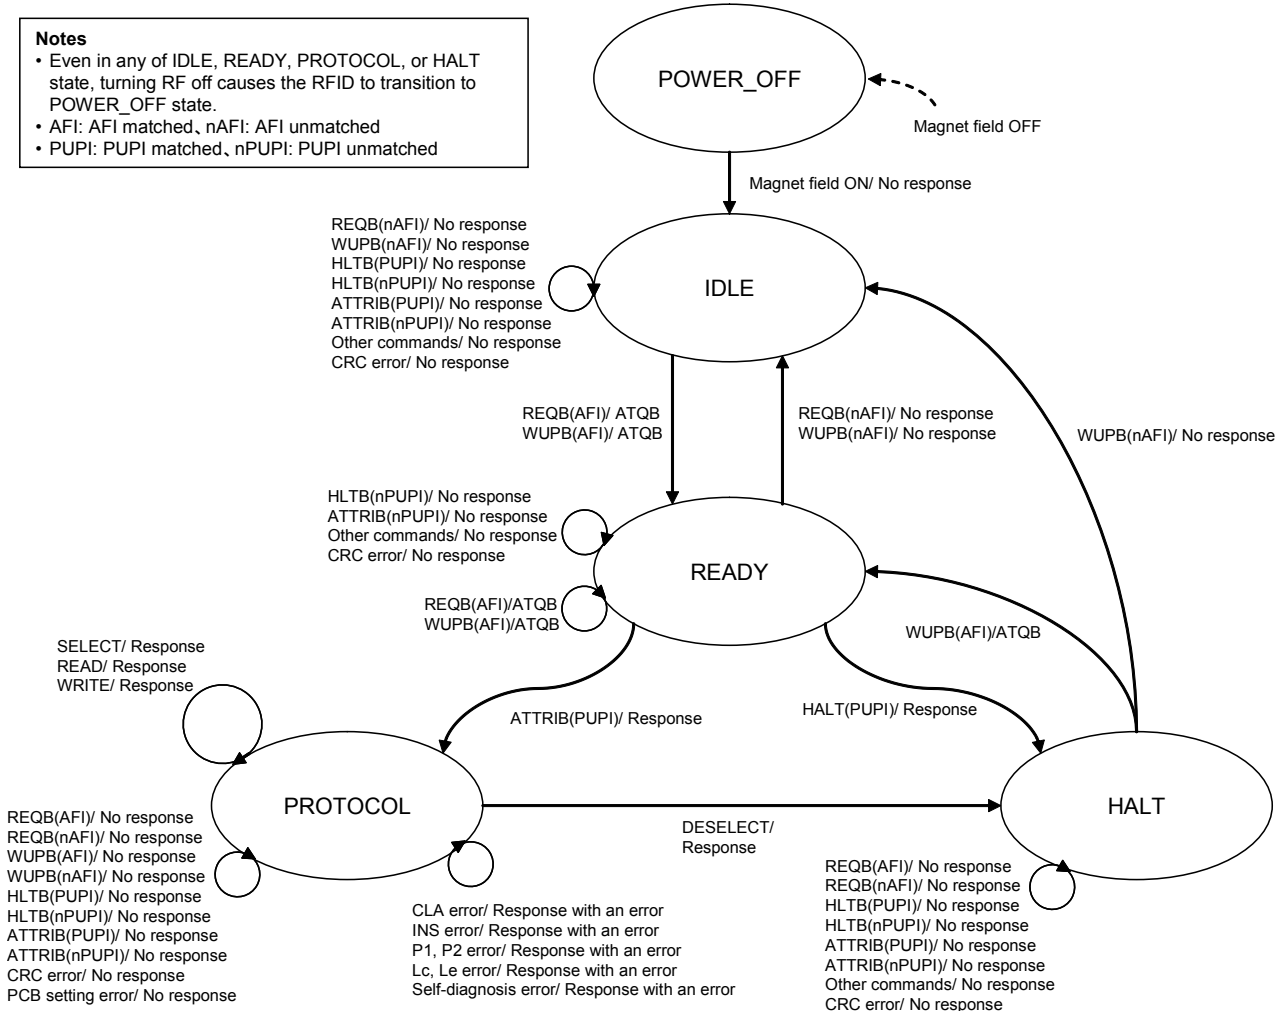 Notes
• Even in any of IDLE, READY, PROTOCOL, or HALT
state, turning RF off causes the RFID to transition to
POWER_OFF state.
• AFI: AFI matched、nAFI: AFI unmatched
• PUPI: PUPI matched、nPUPI: PUPI unmatched
POWER_OFF
Magnet field OFF
Magnet field ON/ No response
REQB(nAFI)/ No response
WUPB(nAFI)/ No response
HLTB(PUPI)/ No response
HLTB(nPUPI)/ No response
ATTRIB(PUPI)/ No response
ATTRIB(nPUPI)/ No response
Other commands/ No response
CRC error/ No response
IDLE
REQB(AFI)/ ATQB
WUPB(AFI)/ ATQB
REQB(nAFI)/ No response
WUPB(nAFI)/ No response
WUPB(nAFI)/ No response
HLTB(nPUPI)/ No response
ATTRIB(nPUPI)/ No response
Other commands/ No response
CRC error/ No response
READY
REQB(AFI)/ATQB
WUPB(AFI)/ATQB
WUPB(AFI)/ATQB
SELECT/ Response
READ/ Response
WRITE/ Response
ATTRIB(PUPI)/ Response
HALT(PUPI)/ Response
PROTOCOL
HALT
DESELECT/
Response
REQB(AFI)/ No response
REQB(nAFI)/ No response
WUPB(AFI)/ No response
WUPB(nAFI)/ No response
HLTB(PUPI)/ No response
HLTB(nPUPI)/ No response
ATTRIB(PUPI)/ No response
ATTRIB(nPUPI)/ No response
CRC error/ No response
PCB setting error/ No response
CLA error/ Response with an error
INS error/ Response with an error
P1, P2 error/ Response with an error
Lc, Le error/ Response with an error
Self-diagnosis error/ Response with an error
REQB(AFI)/ No response
REQB(nAFI)/ No response
HLTB(PUPI)/ No response
HLTB(nPUPI)/ No response
ATTRIB(PUPI)/ No response
ATTRIB(nPUPI)/ No response
Other commands/ No response
CRC error/ No response